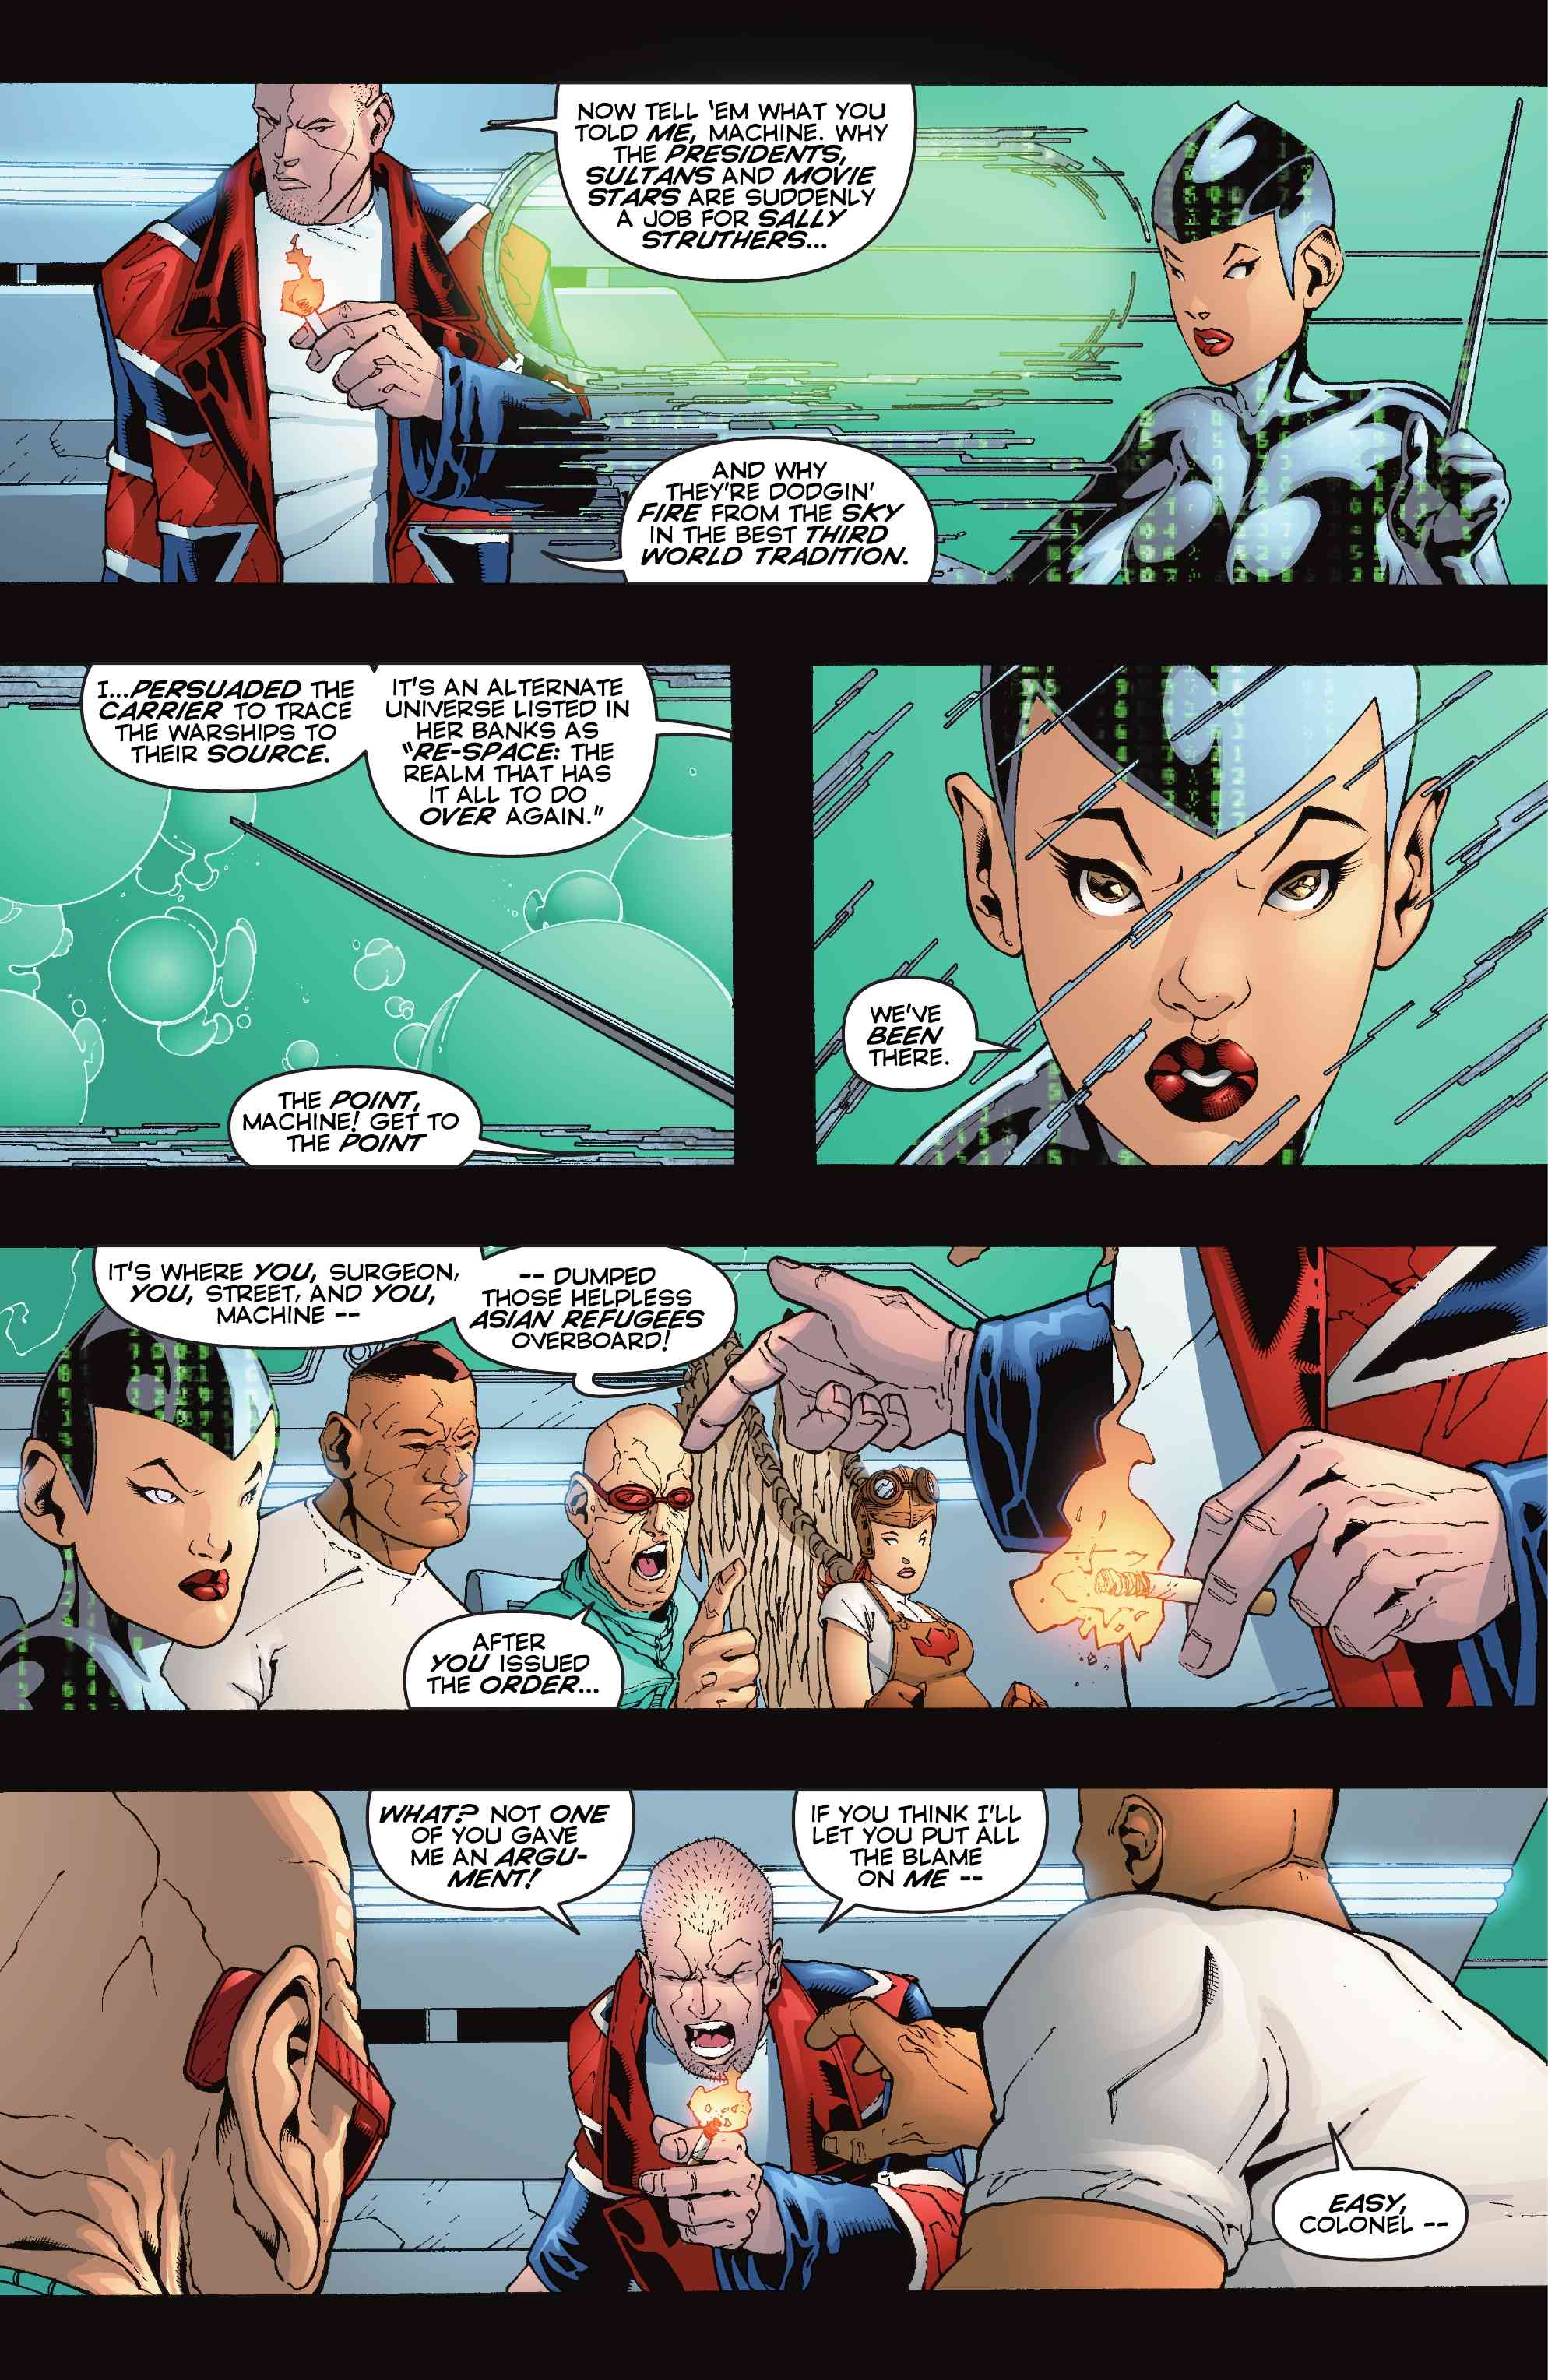 NOW TELL 'EM WHAT YOU
TOLD ME, MACHINE. WHY
THE PRESIDENTS,
SULTANS AND MOVIE
STARS ARE SUDDENLY
A JOB FOR SALLY
STRUTHERS...
AND WHY
THEY'RE DODGIN'
FIRE FROM THE SKY
IN THE BEST THIRD
WORLD TRADITION.
I...PERSUADED THE
CARRIER TO TRACE
THE WARSHIPS TO
THEIR SOURCE.
IT'S AN ALTERNATE
UNIVERSE LISTED IN
HER BANKS AS
"RE-SPACE: THE
REALM THAT HAS
IT ALL TO DO
OVER AGAIN."
THE POINT,
MACHINE! GET TO
THE POINT
WE'VE
BEEN
THERE.
IT'S WHERE YOU, SURGEON,
YOU, STREET, AND YOU,
MACHINE --
-- DUMPED
THOSE HELPLESS
ASIAN REFUGEES
OVERBOARD!
AFTER
YOU ISSUED
THE ORDER...
WHAT? NOT ONE
OF YOU GAVE
ME AN ARGU-
MENT!
IF YOU THINK I'LL
LET YOU PUT ALL
THE BLAME
ON ME --
EASY,
COLONEL --